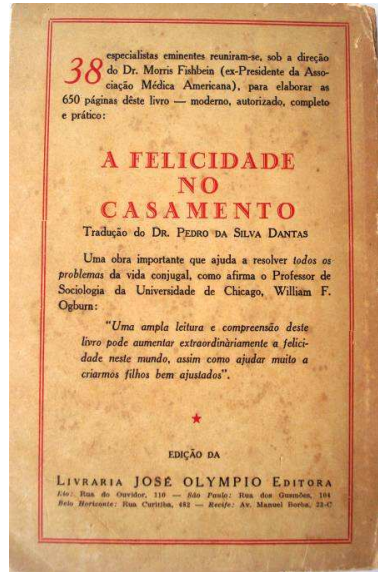 38 especialistas eminentes reuniram-se, sob a direção
do Dr. Morris Fishbein (ex-Presidente da Asso-
ciação Médica Americana), para elaborar as
650 páginas dêste livro — moderno, autorizado, completo
e prático:
A FELICIDADE
NO
CASAMENTO
Tradução do DR. PEDRO DA SILVA DANTAS
Uma obra importante que ajuda a resolver todos os
problemas da vida conjugal, como afirma o Professor de
Sociologia da Universidade de Chicago, William F.
Ogburn:
"Uma ampla leitura e compreensão deste
livro pode aumentar extraordinàriamente a felici-
dade neste mundo, assim como ajudar muito a
criarmos filhos bem ajustados".
EDIÇÃO DA
LIVRARIA JOSÉ OLYMPIO EDITORA
Rio: Rua do Ouvidor, 110 — São Paulo: Rua dos Gusmões, 104
Belo Horizonte: Rua Curitiba, 482 — Recife: Av. Manuel Borba, 22-C